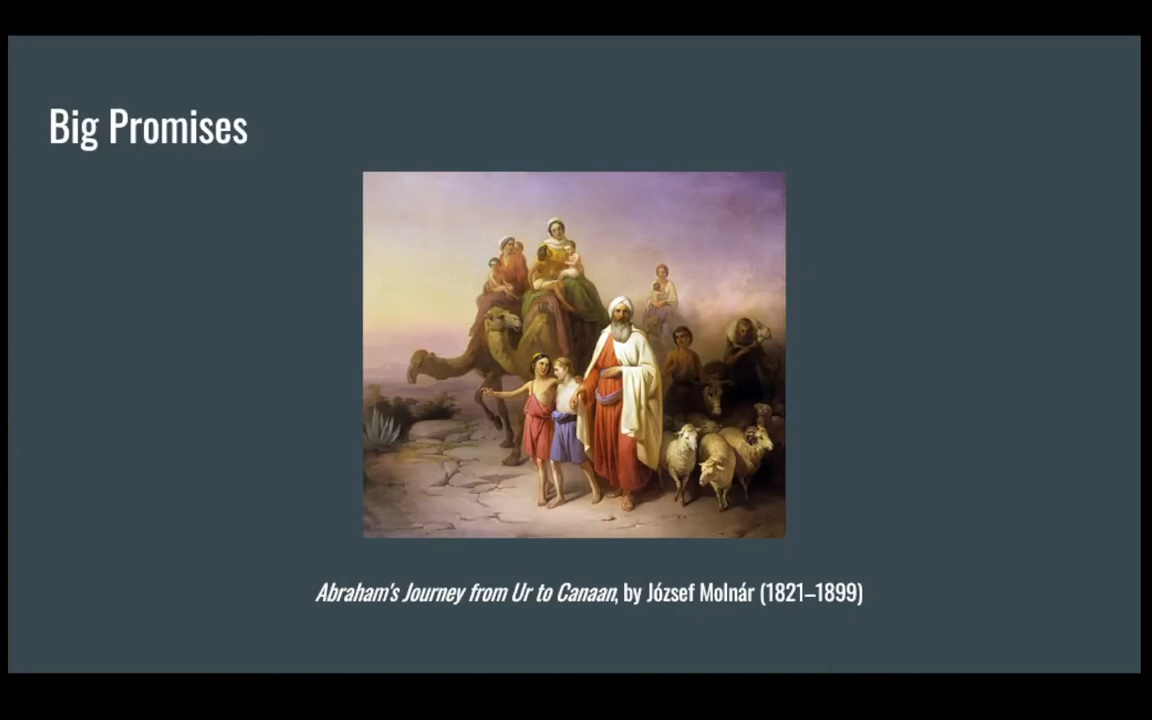 Big Promises
Abraham's Journey from Ur to Canaan, by József Molnár (1821–1899)